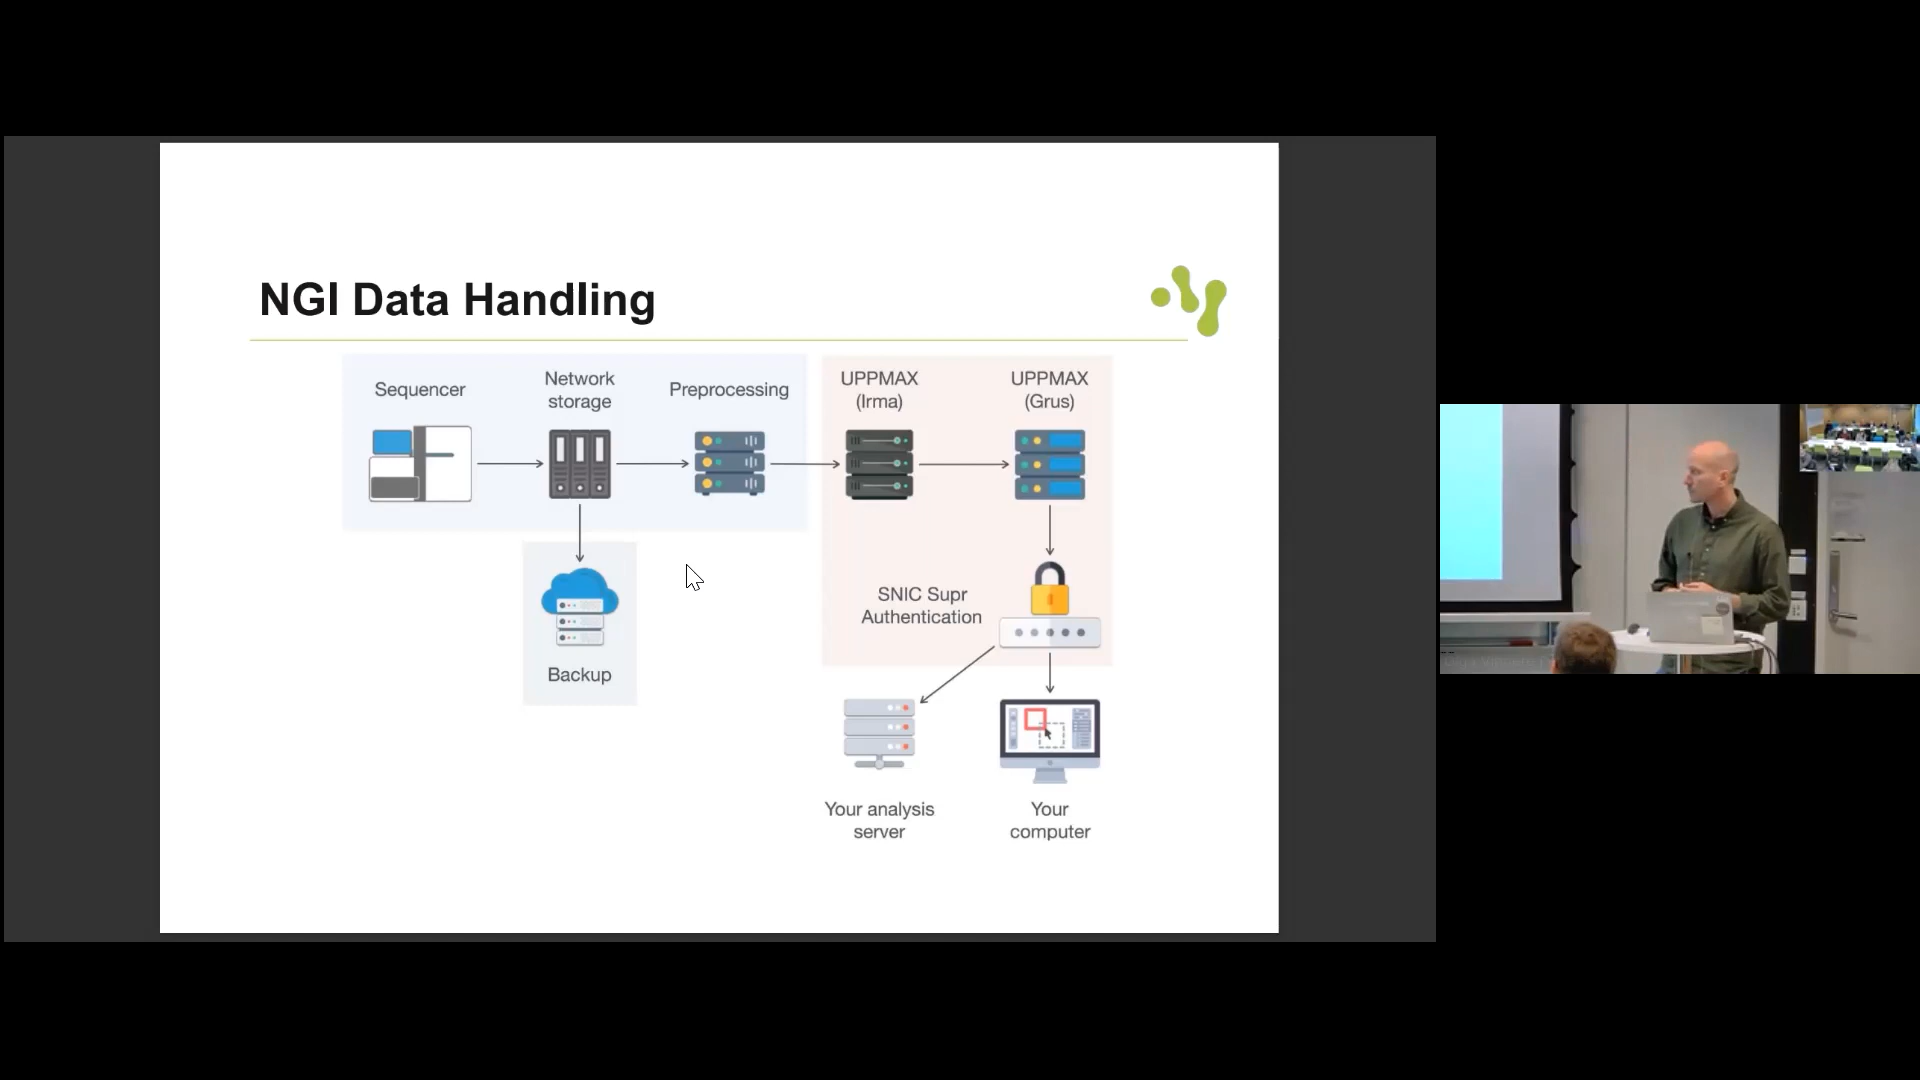 NGI Data Handling
Sequencer
Network
storage
Preprocessing
UPPMAX
(Irma)
UPPMAX
(Grus)
SNIC Supr
Authentication
Backup
Your analysis
server
Your
computer